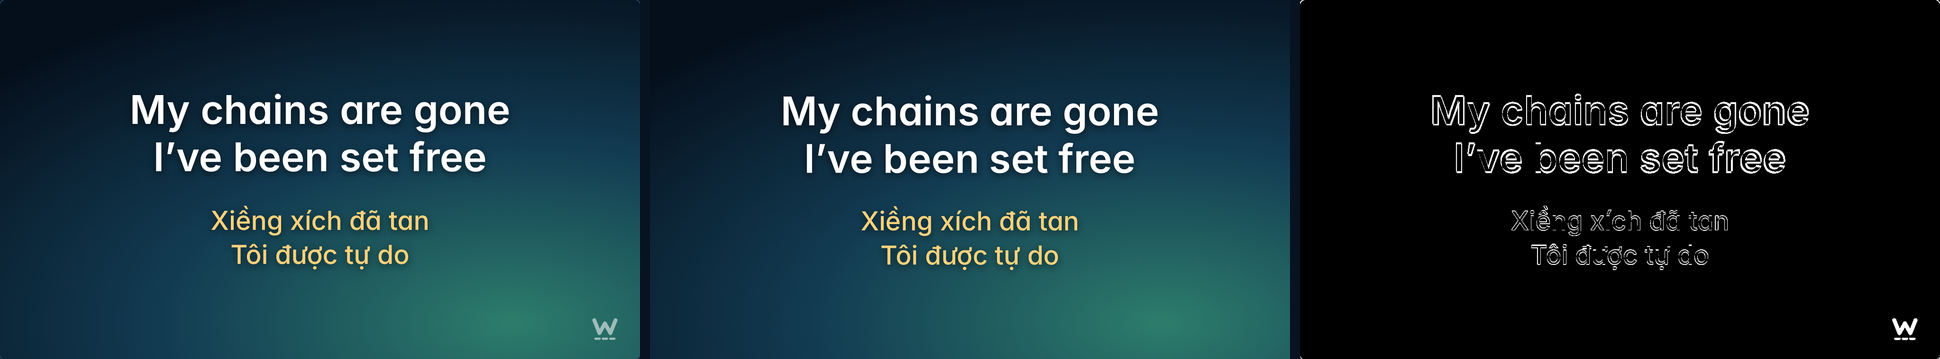 My chains are gone
I’ve been set free
Xiềng xích đã tan
Tôi được tự do
W
My chains are gone
I’ve been set free
Xiềng xích đã tan
Tôi được tự do
My chains are gone
I’ve been set free
Xiềng xích đã tan
Tôi được tự do
W